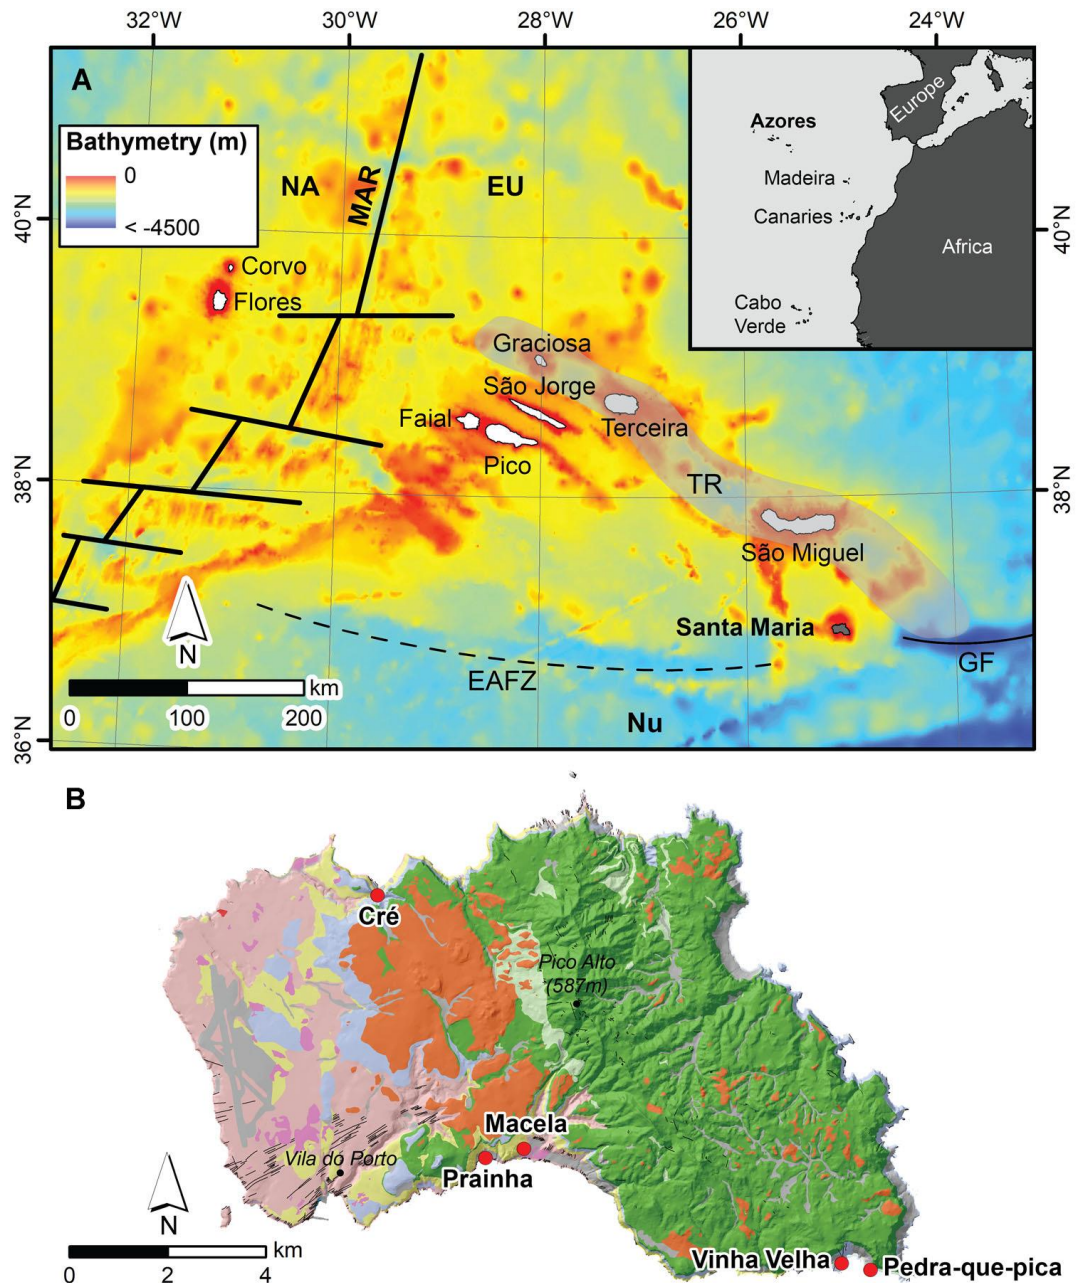 32°W 30°W 28°W 26°W 24°W
A
Bathymetry (m)
0
< -4500
NA
MAR
EU
Europe
Azores
Madeira
Canaries
Africa
Cabo
Verde
40°N
40°N
Corvo
Flores
Graciosa
São Jorge
Faial
Terceira
Pico
38°N
TR
38°N
São Miguel
Santa Maria
N
EAFZ
GF
km
0 100 200
Nu
36°N
B
Cré
Pico Alto
(587m)
Macela
Vila do Porto
Prainha
N
Vinha Velha
Pedra-que-pica
km
0 2 4